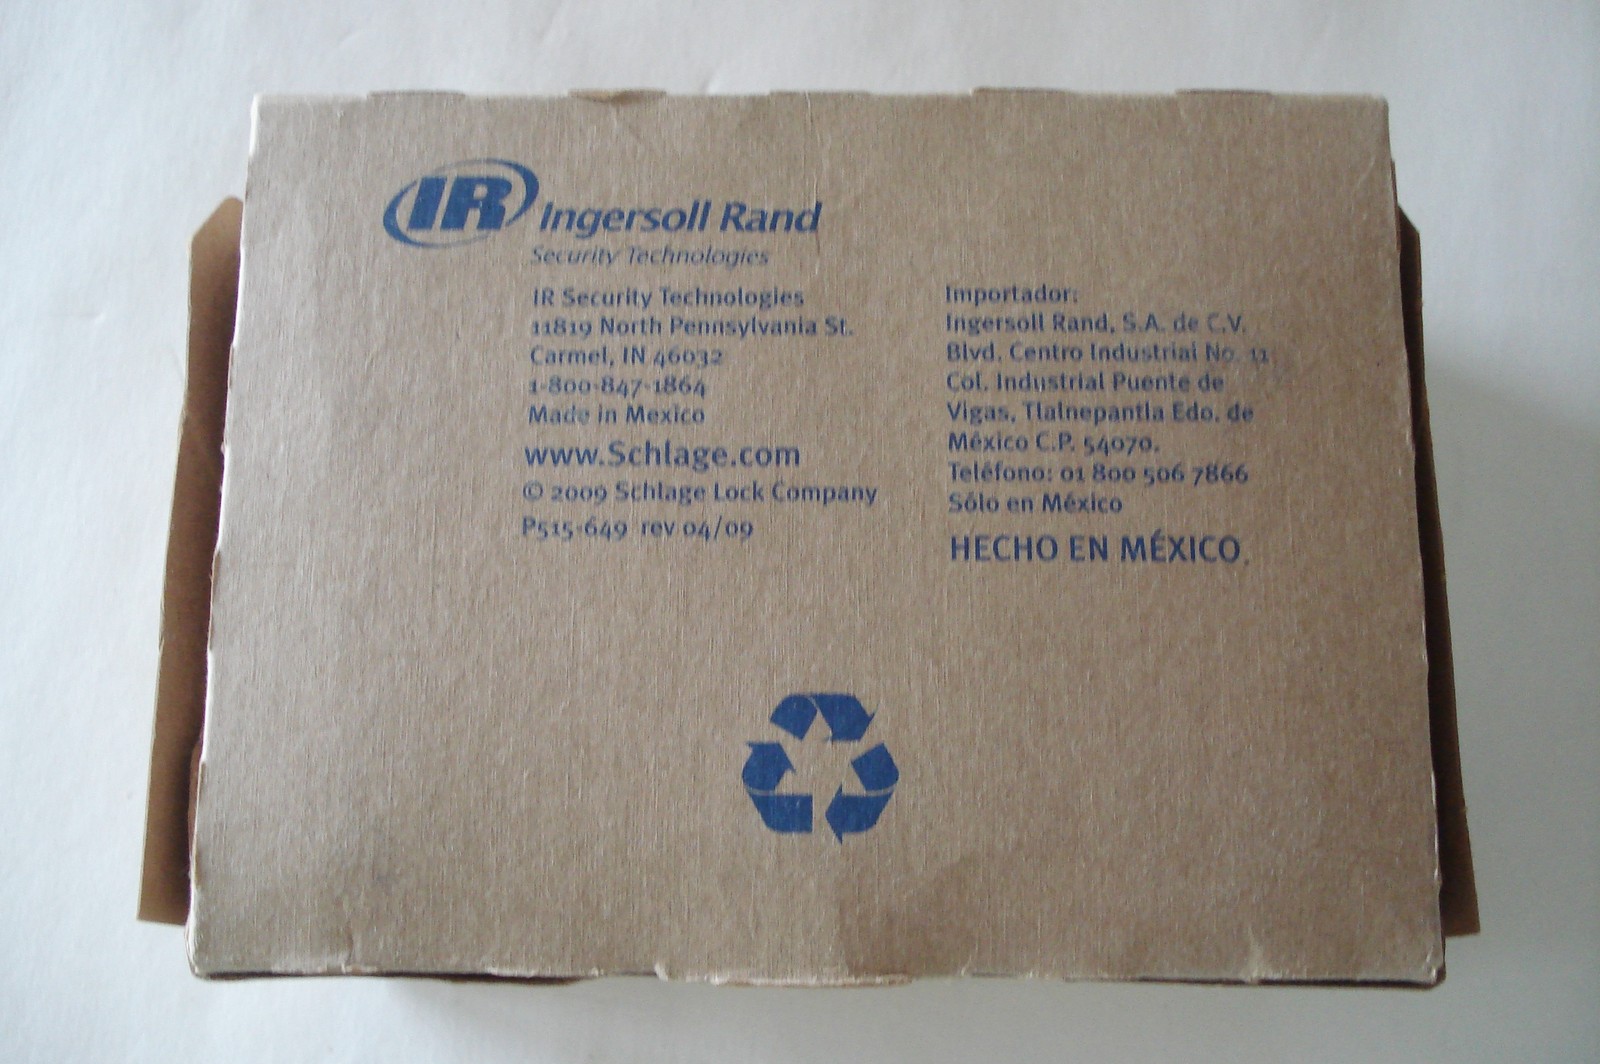 IR Ingersoll Rand
Security Technologies
IR Security Technologies
11819 North Pennsylvania St.
Carmel, IN 46032
1-800-847-1864
Made in Mexico
www.Schlage.com
© 2009 Schlage Lock Company
P515-649 rev 04/09
Importador:
Ingersoll Rand, S.A. de C.V.
Blvd. Centro Industrial No. 11
Col. Industrial Puente de
Vigas, Tlalnepantla Edo. de
México C.P. 54070.
Teléfono: 01 800 506 7866
Sólo en México
HECHO EN MÉXICO.